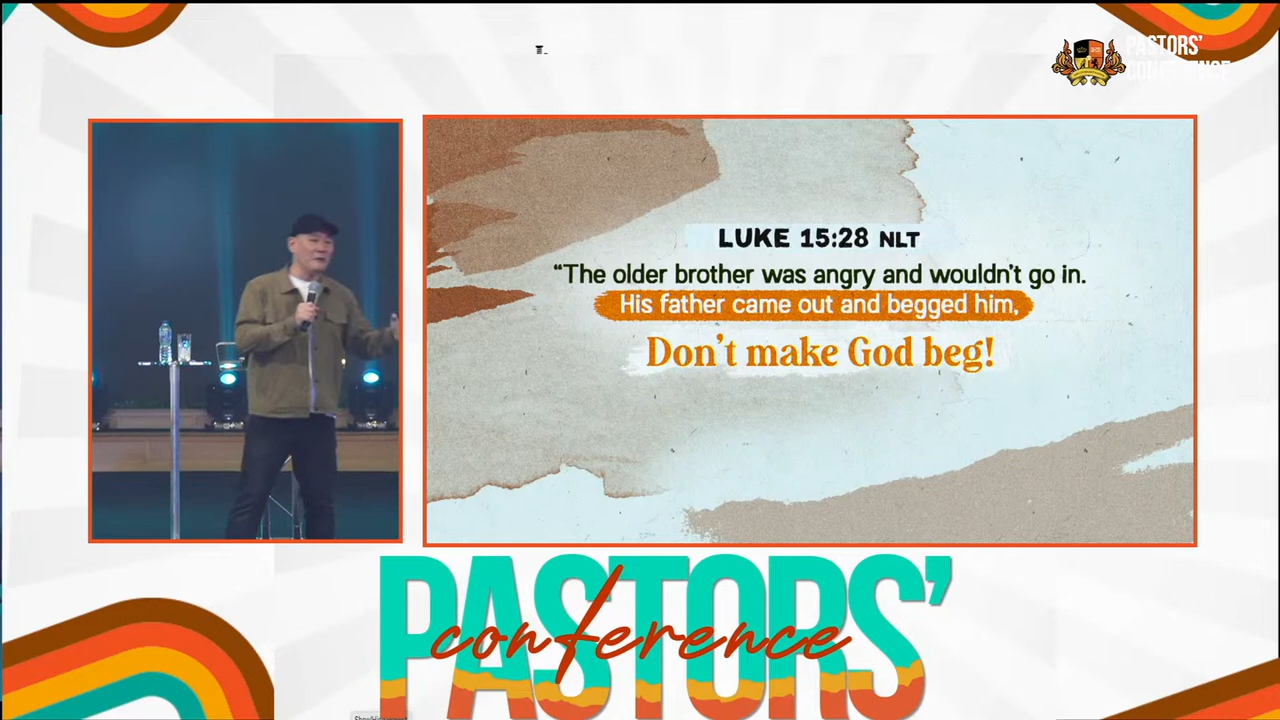 PASTORS'
CONFERENCE
LUKE 15:28 NLT
“The older brother was angry and wouldn't go in.
His father came out and begged him,
Don't make God beg!
PASTORS'
conference